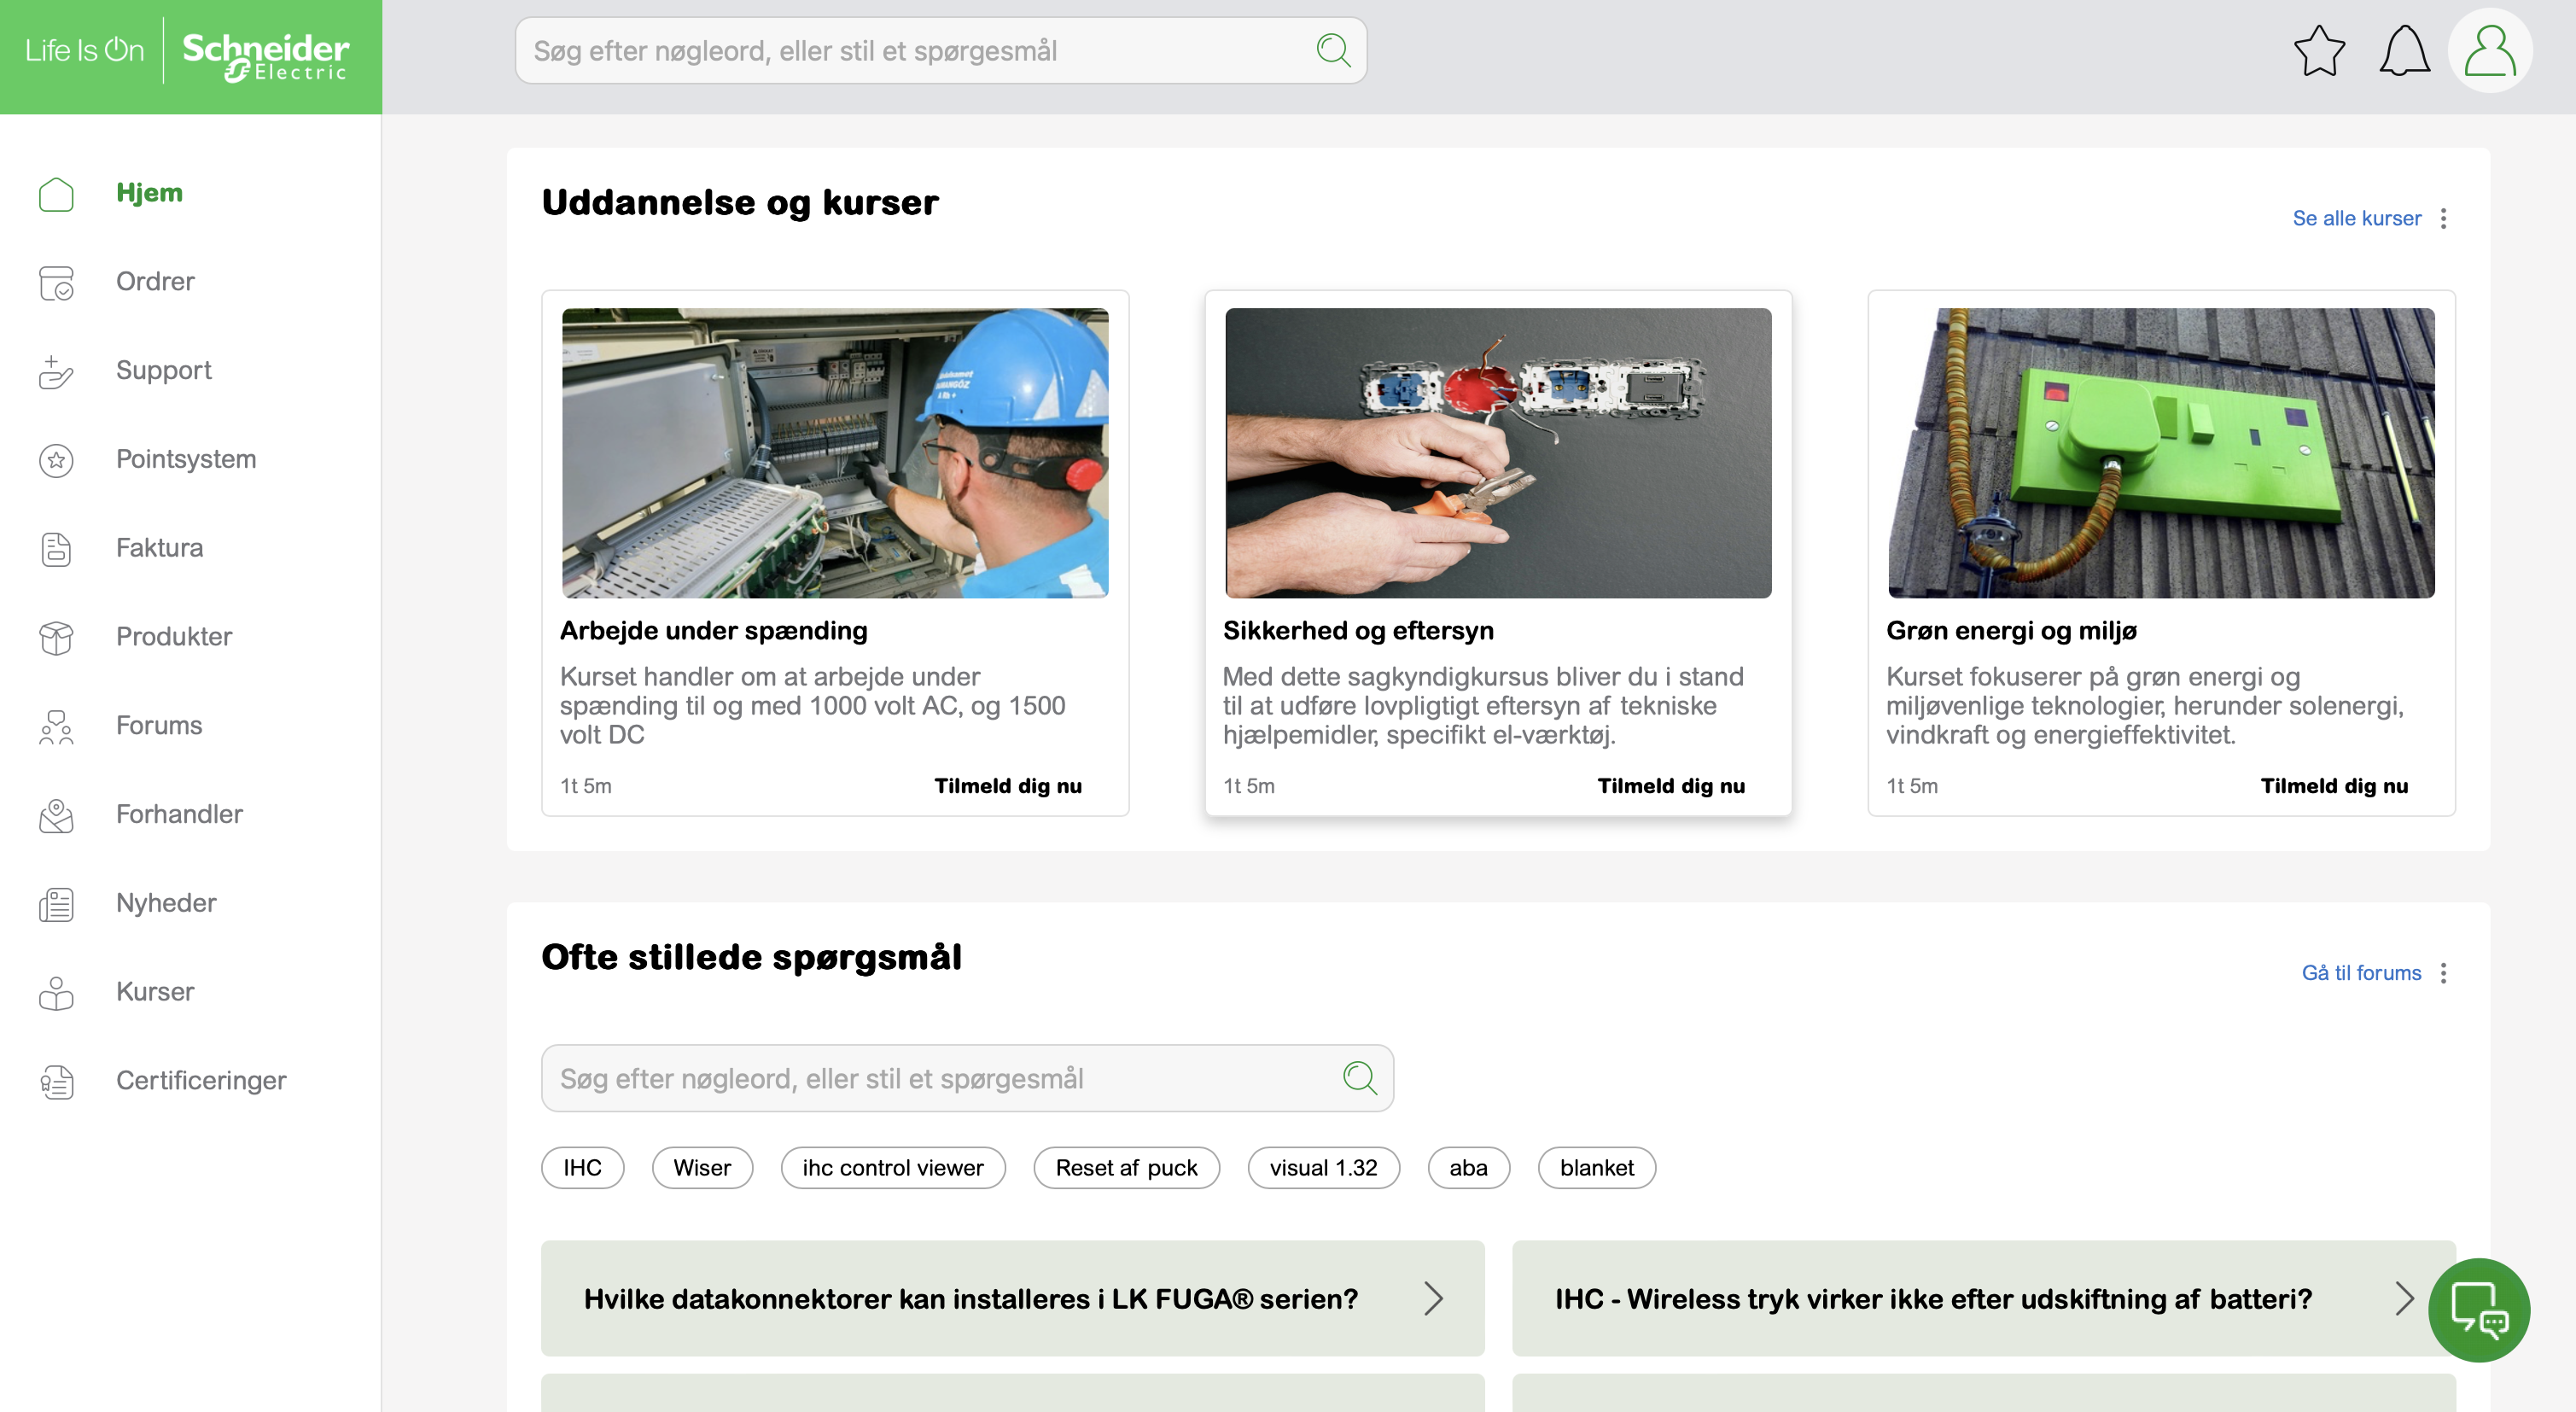 Life Is On
Schneider
Electric
Søg efter nøgleord, eller stil et spørgesmål
Hjem
Ordrer
Support
Pointsystem
Faktura
Produkter
Forums
Forhandler
Nyheder
Kurser
Certificeringer
Uddannelse og kurser
Se alle kurser
Arbejde under spænding
Kurset handler om at arbejde under
spænding til og med 1000 volt AC, og 1500
volt DC
1t 5m
Tilmeld dig nu
Sikkerhed og eftersyn
Med dette sagkyndigkursus bliver du i stand
til at udføre lovpligtigt eftersyn af tekniske
hjælpemidler, specifikt el-værktøj.
1t 5m
Tilmeld dig nu
Grøn energi og miljø
Kurset fokuserer på grøn energi og
miljøvenlige teknologier, herunder solenergi,
vindkraft og energieffektivitet.
1t 5m
Tilmeld dig nu
Ofte stillede spørgsmål
Gå til forums
Søg efter nøgleord, eller stil et spørgesmål
IHC
Wiser
ihc control viewer
Reset af puck
visual 1.32
aba
blanket
Hvilke datakonnektorer kan installeres i LK FUGA® serien?
IHC - Wireless tryk virker ikke efter udskiftning af batteri?